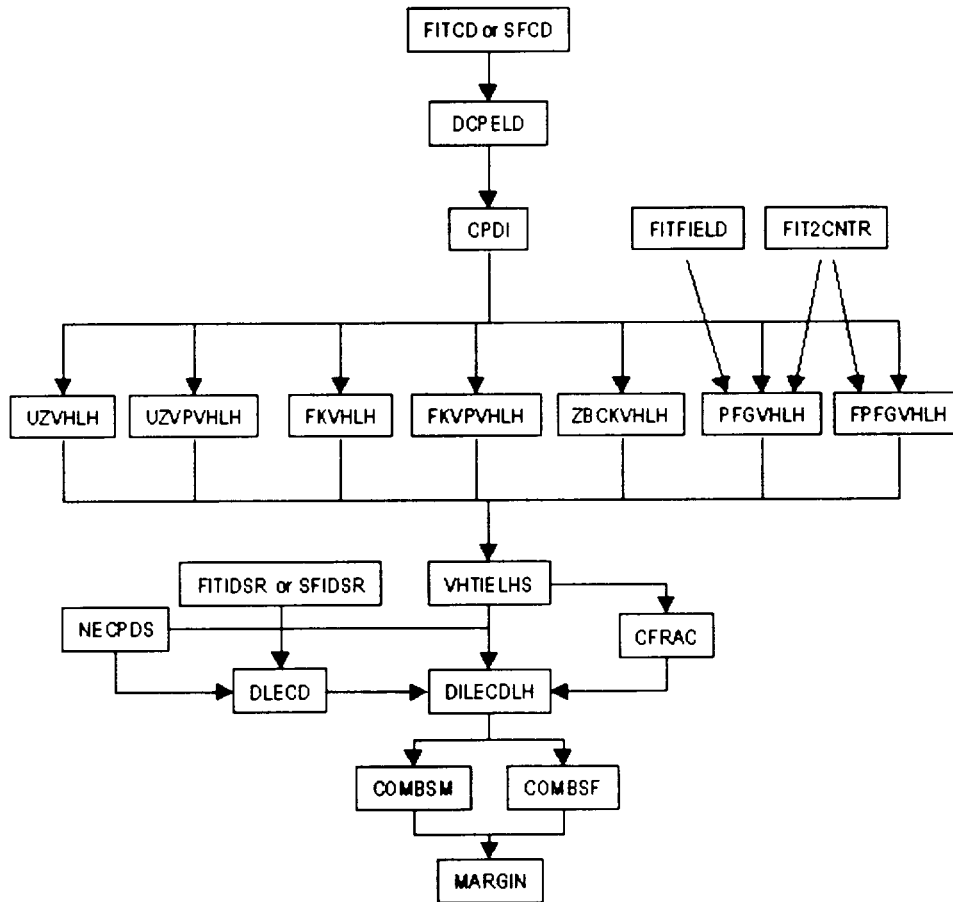 FITCD or SFCD
DCPELD
CPDI
FITFIELD
FIT2CNTR
UZVHLH
UZVPVHLH
FKVHLH
FKVPVHLH
ZBCKVHLH
PFGVHLH
FPFGVHLH
FITIDSR or SFIDSR
VHTIELHS
NECPDS
CFRAC
DLECD
DILECDLH
COMBSM
COMBSF
MARGIN